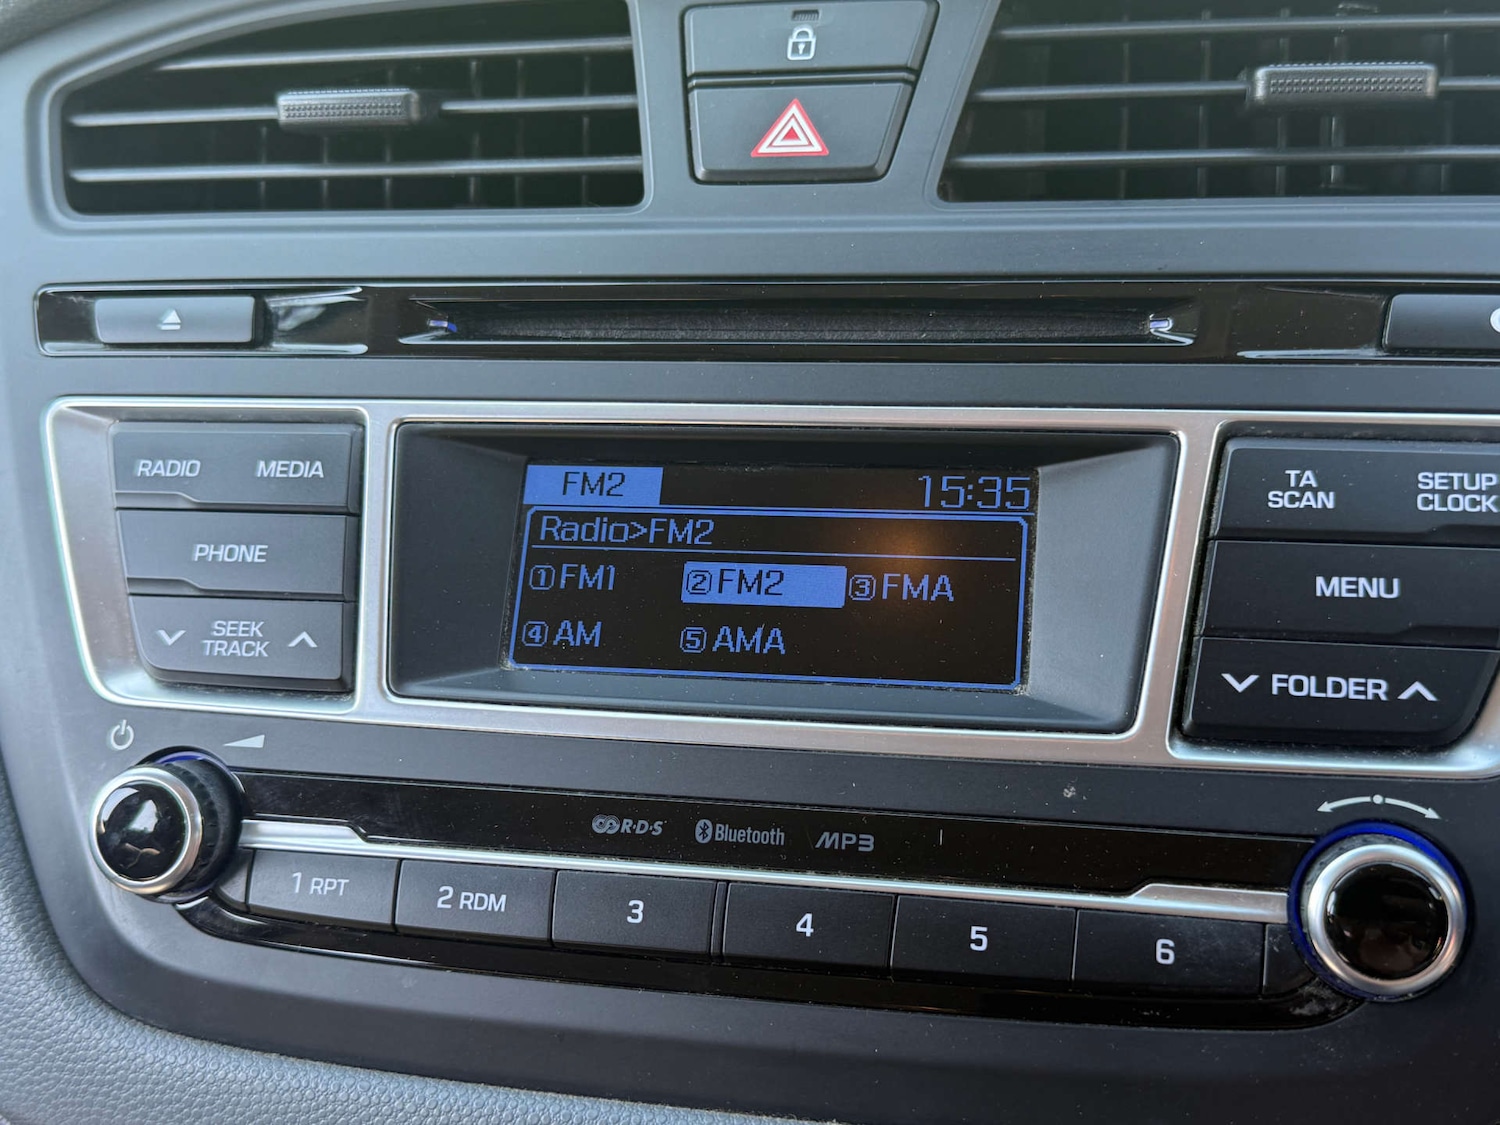 RADIO MEDIA
PHONE
SEEK
TRACK
FM2 15:35
Radio>FM2
①FM1 ②FM2 ③FMA
④AM ⑤AMA
TA
SCAN
SETUP
CLOCK
MENU
FOLDER
R·D·S Bluetooth MP3
1 RPT 2 RDM 3 4 5 6